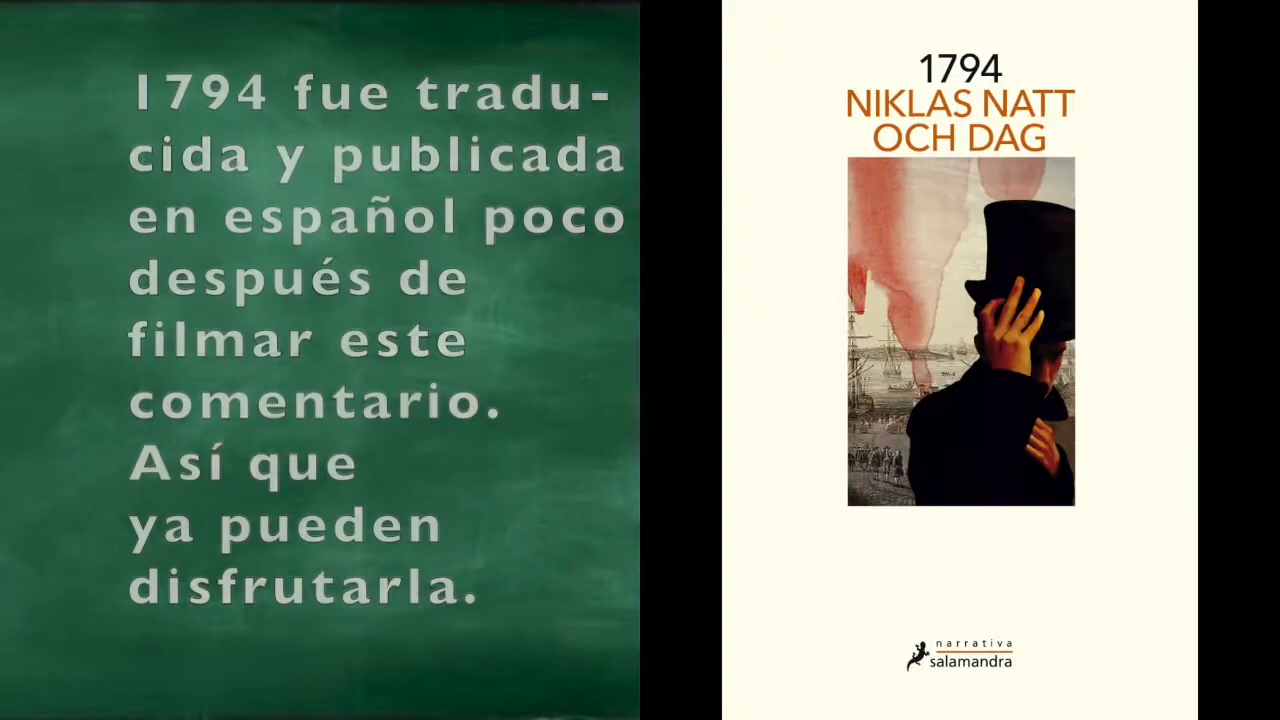 1794 fue tradu-
cida y publicada
en español poco
después de
filmar este
comentario.
Así que
ya pueden
disfrutarla.
1794
NIKLAS NATT
OCH DAG
narrativa
salamandra